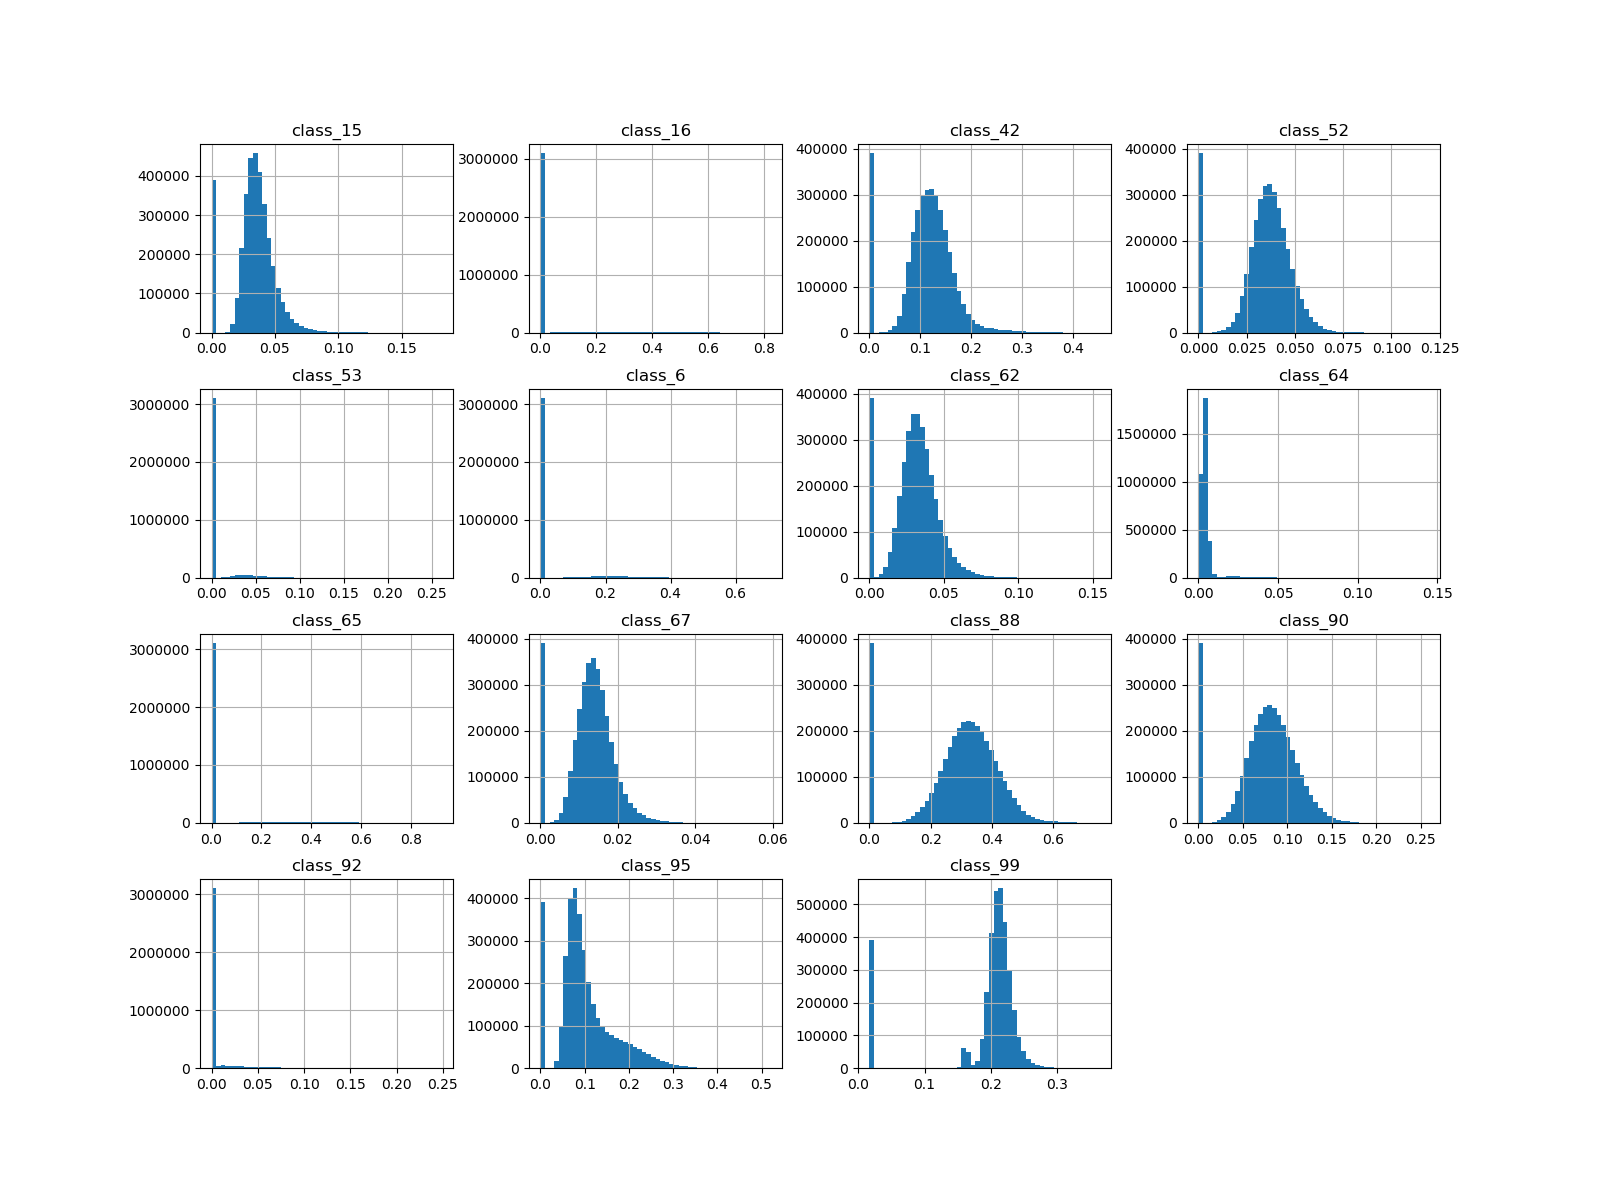 class_15 class_16 class_42 class_52
400000 3000000 400000 400000
300000 2000000 300000 300000
200000 1000000 200000 200000
100000 100000 100000
0 0 0 0
0.00 0.05 0.10 0.15 0.0 0.2 0.4 0.6 0.8 0.0 0.1 0.2 0.3 0.4 0.000 0.025 0.050 0.075 0.100 0.125
class_53 class_6 class_62 class_64
3000000 3000000 400000 1500000
2000000 2000000 300000 1000000
1000000 1000000 200000 500000
100000
0 0 0 0
0.00 0.05 0.10 0.15 0.20 0.25 0.0 0.2 0.4 0.6 0.00 0.05 0.10 0.15 0.00 0.05 0.10 0.15
class_65 class_67 class_88 class_90
3000000 400000 400000 400000
2000000 300000 300000 300000
1000000 200000 200000 200000
100000 100000 100000
0 0 0 0
0.0 0.2 0.4 0.6 0.8 0.00 0.02 0.04 0.06 0.0 0.2 0.4 0.6 0.00 0.05 0.10 0.15 0.20 0.25
class_92 class_95 class_99
3000000 400000 500000
2000000 300000 400000
1000000 200000 300000
100000 200000
100000
0 0 0
0.00 0.05 0.10 0.15 0.20 0.25 0.0 0.1 0.2 0.3 0.4 0.5 0.0 0.1 0.2 0.3